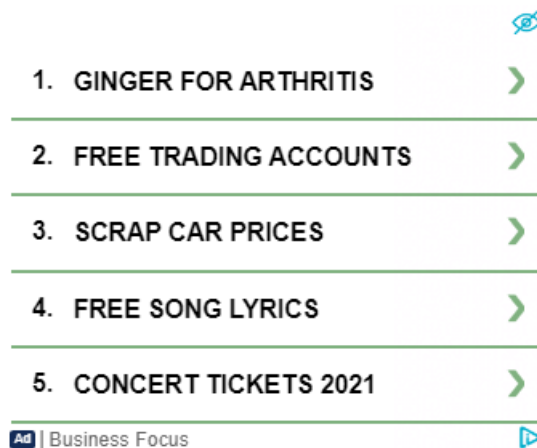 1. GINGER FOR ARTHRITIS
2. FREE TRADING ACCOUNTS
3. SCRAP CAR PRICES
4. FREE SONG LYRICS
5. CONCERT TICKETS 2021
Ad | Business Focus